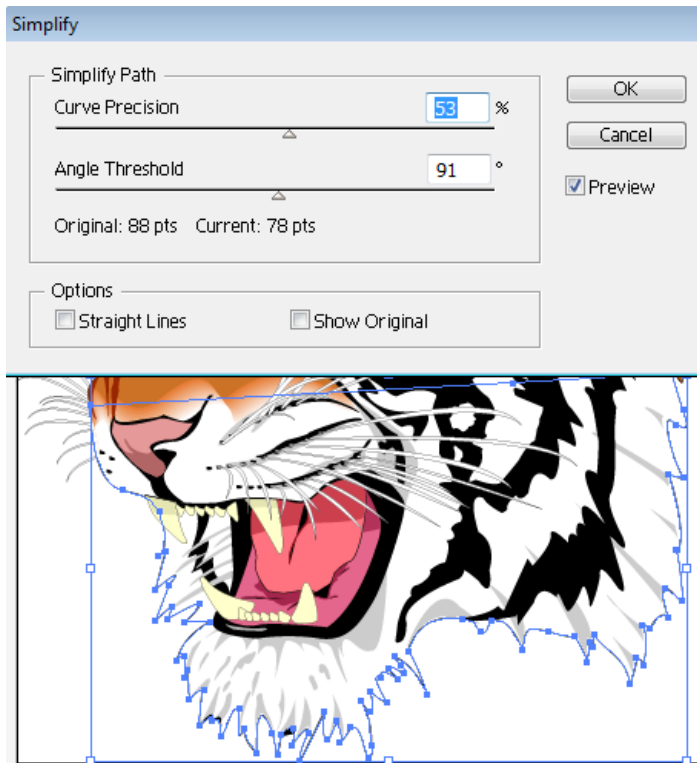 Simplify
Simplify Path
Curve Precision 53 %
Angle Threshold 91 °
Original: 88 pts Current: 78 pts
OK
Cancel
Preview
Options
Straight Lines Show Original